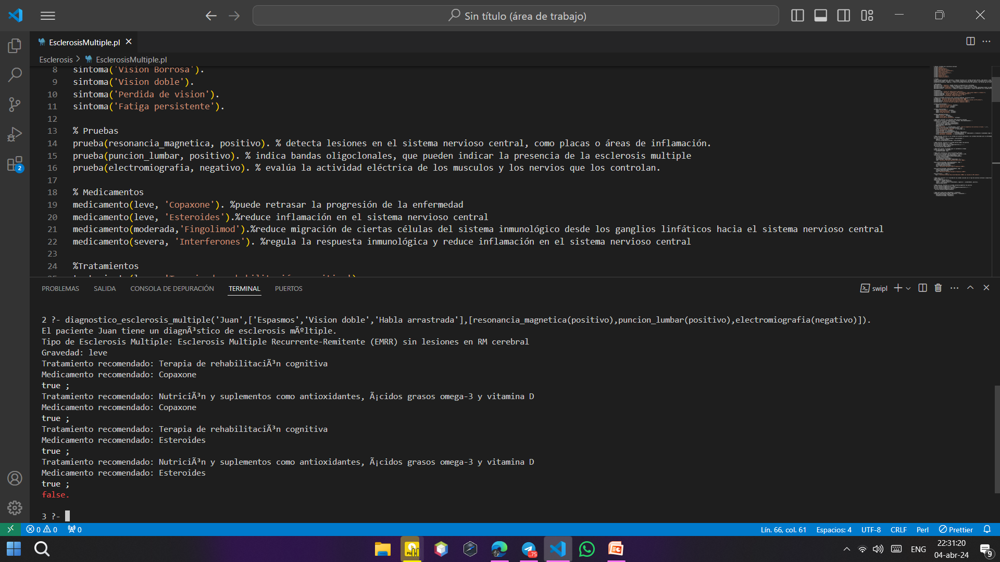 Sin título (área de trabajo)
EsclerosisMultiple.pl
Esclerosis > EsclerosisMultiple.pl
8 sintoma('Vision Borrosa').
9 sintoma('Vision doble').
10 sintoma('Perdida de vision').
11 sintoma('Fatiga persistente').
12
13 % Pruebas
14 prueba(resonancia_magnetica, positivo). % detecta lesiones en el sistema nervioso central, como placas o áreas de inflamación.
15 prueba(puncion_lumbar, positivo). % indica bandas oligoclonales, que pueden indicar la presencia de la esclerosis multiple
16 prueba(electromiografia, negativo). % evalúa la actividad eléctrica de los musculos y los nervios que los controlan.
17
18 % Medicamentos
19 medicamento(leve, 'Copaxone'). %puede retrasar la progresión de la enfermedad
20 medicamento(leve, 'Esteroides').%reduce inflamación en el sistema nervioso central
21 medicamento(moderada,'Fingolimod').%reduce migración de ciertas células del sistema inmunológico desde los ganglios linfáticos hacia el sistema nervioso central
22 medicamento(severa, 'Interferones'). %regula la respuesta inmunológica y reduce inflamación en el sistema nervioso central
23
24 %Tratamientos
2
PROBLEMAS SALIDA CONSOLA DE DEPURACIÓN TERMINAL PUERTOS swipl
2 ?- diagnostico_esclerosis_multiple('Juan',['Espasmos','Vision doble','Habla arrastrada'],[resonancia_magnetica(positivo),puncion_lumbar(positivo),electromiografia(negativo)]).
El paciente Juan tiene un diagnÃ³stico de esclerosis mÃºltiple.
Tipo de Esclerosis Multiple: Esclerosis Multiple Recurrente-Remitente (EMRR) sin lesiones en RM cerebral
Gravedad: leve
Tratamiento recomendado: Terapia de rehabilitaciÃ³n cognitiva
Medicamento recomendado: Copaxone
true ;
Tratamiento recomendado: NutriciÃ³n y suplementos como antioxidantes, Ã¡cidos grasos omega-3 y vitamina D
Medicamento recomendado: Copaxone
true ;
Tratamiento recomendado: Terapia de rehabilitaciÃ³n cognitiva
Medicamento recomendado: Esteroides
true ;
Tratamiento recomendado: NutriciÃ³n y suplementos como antioxidantes, Ã¡cidos grasos omega-3 y vitamina D
Medicamento recomendado: Esteroides
true ;
false.
3 ?-
0 0 0 Lín. 66, col. 61 Espacios: 4 UTF-8 CRLF Perl Prettier
.75
ENG
22:31:20
04-abr-24
9